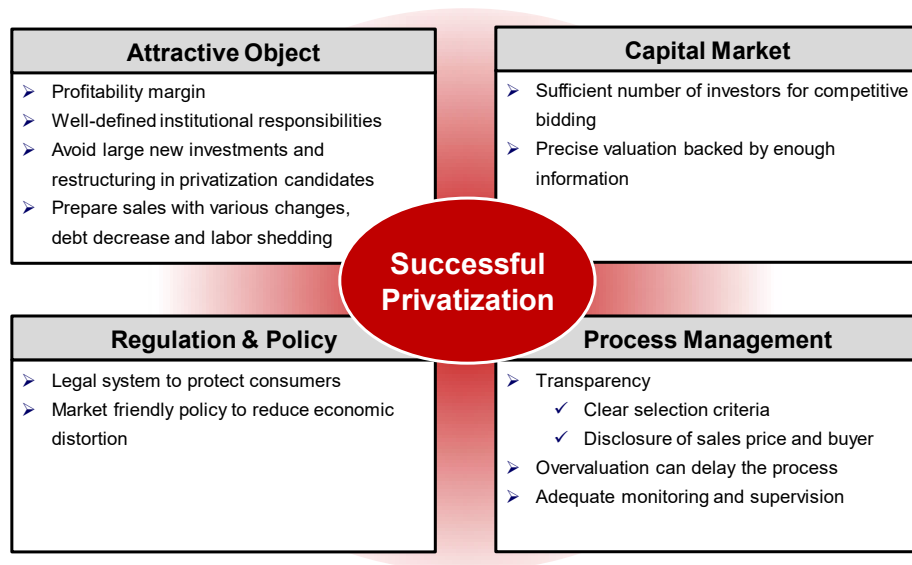 Attractive Object
Profitability margin
Well-defined institutional responsibilities
Avoid large new investments and
restructuring in privatization candidates
Prepare sales with various changes,
debt decrease and labor shedding
Capital Market
Sufficient number of investors for competitive
bidding
Precise valuation backed by enough
information
Successful
Privatization
Regulation & Policy
Legal system to protect consumers
Market friendly policy to reduce economic
distortion
Process Management
Transparency
Clear selection criteria
Disclosure of sales price and buyer
Overvaluation can delay the process
Adequate monitoring and supervision